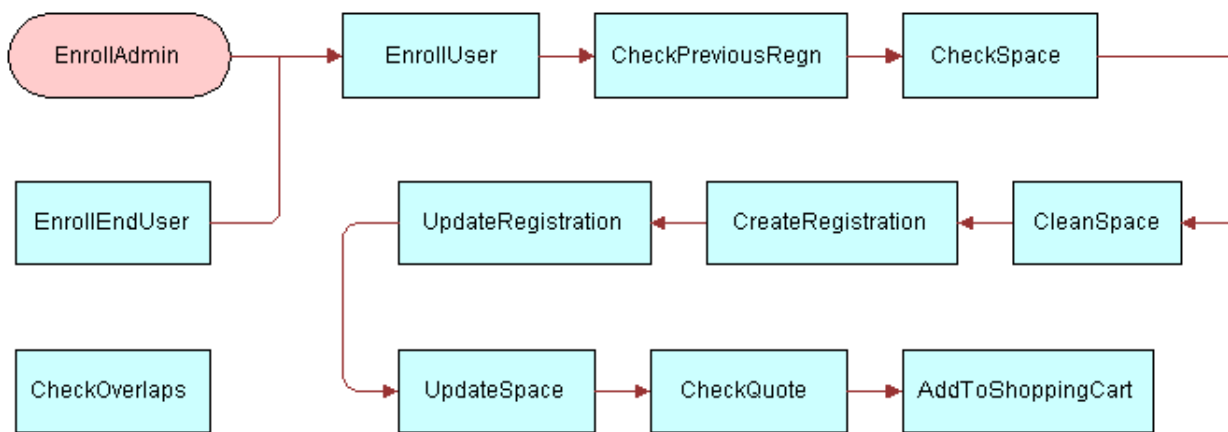 EnrollAdmin
EnrollUser
CheckPreviousRegn
CheckSpace
EnrollEndUser
UpdateRegistration
CreateRegistration
CleanSpace
CheckOverlaps
UpdateSpace
CheckQuote
AddToShoppingCart